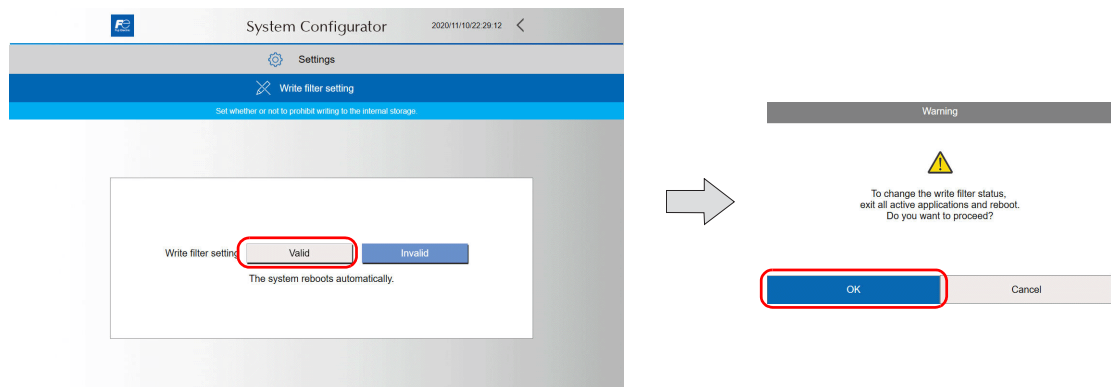 System Configurator
2020/11/10/22:29:12
Settings
Write filter setting
Set whether or not to prohibit writing to the internal storage.
Write filter setting
Valid
Invalid
The system reboots automatically.
Warning
To change the write filter status,
exit all active applications and reboot.
Do you want to proceed?
OK
Cancel